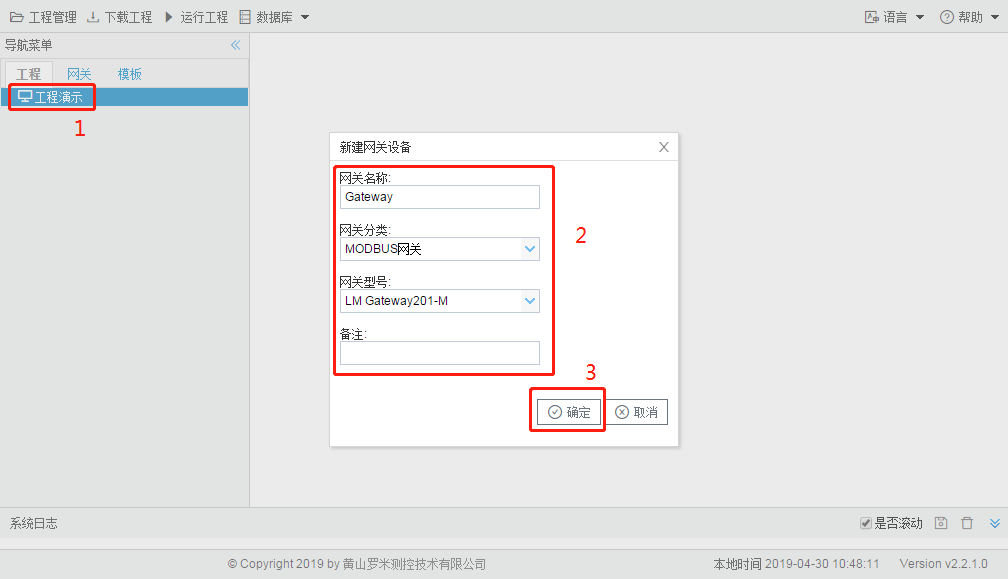 工程管理 下载工程 运行工程 数据库 语言 帮助
导航菜单
工程 网关 模板
工程演示
1
新建网关设备 X
网关名称:
Gateway
网关分类:
2
MODBUS网关
网关型号:
LM Gateway201-M
备注:
3
确定 取消
系统日志 是否滚动
© Copyright 2019 by 黄山罗米测控技术有限公司 本地时间 2019-04-30 10:48:11 Version v2.2.1.0